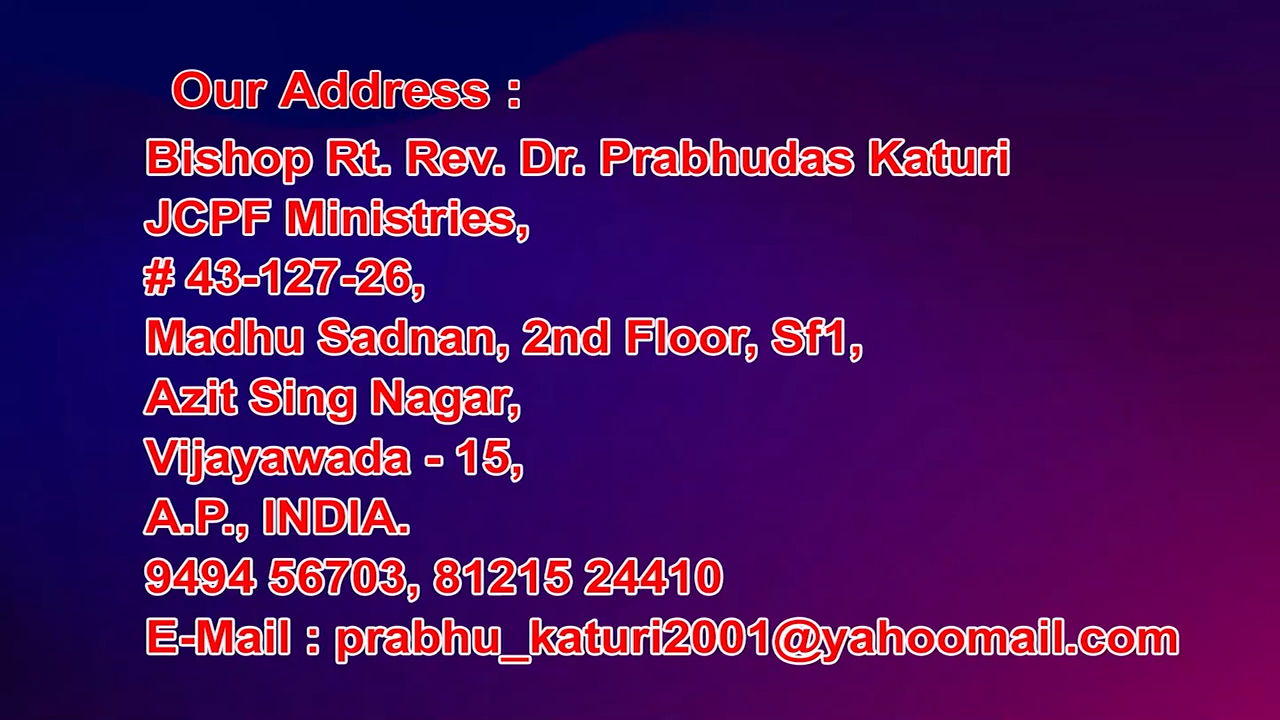 Our Address :
Bishop Rt. Rev. Dr. Prabhudas Katuri
JCPF Ministries,
# 43-127-26,
Madhu Sadnan, 2nd Floor, Sf1,
Azit Sing Nagar,
Vijayawada - 15,
A.P., INDIA.
9494 56703, 81215 24410
E-Mail : prabhu_katuri2001@yahoomail.com